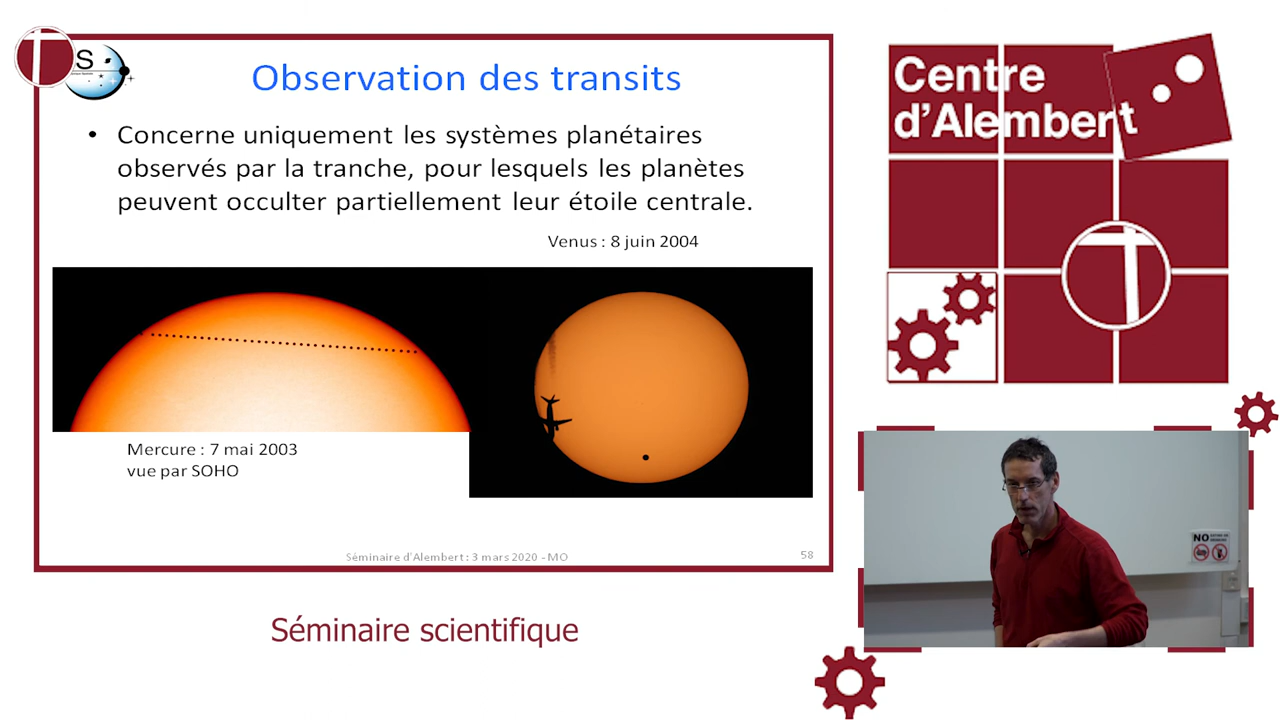 S
Observation des transits
• Concerne uniquement les systèmes planétaires
observés par la tranche, pour lesquels les planètes
peuvent occulter partiellement leur étoile centrale.
Venus : 8 juin 2004
Mercure : 7 mai 2003
vue par SOHO
Séminaire d'Alembert : 3 mars 2020 - MO
58
Séminaire scientifique
Centre
d'Alembert
NO